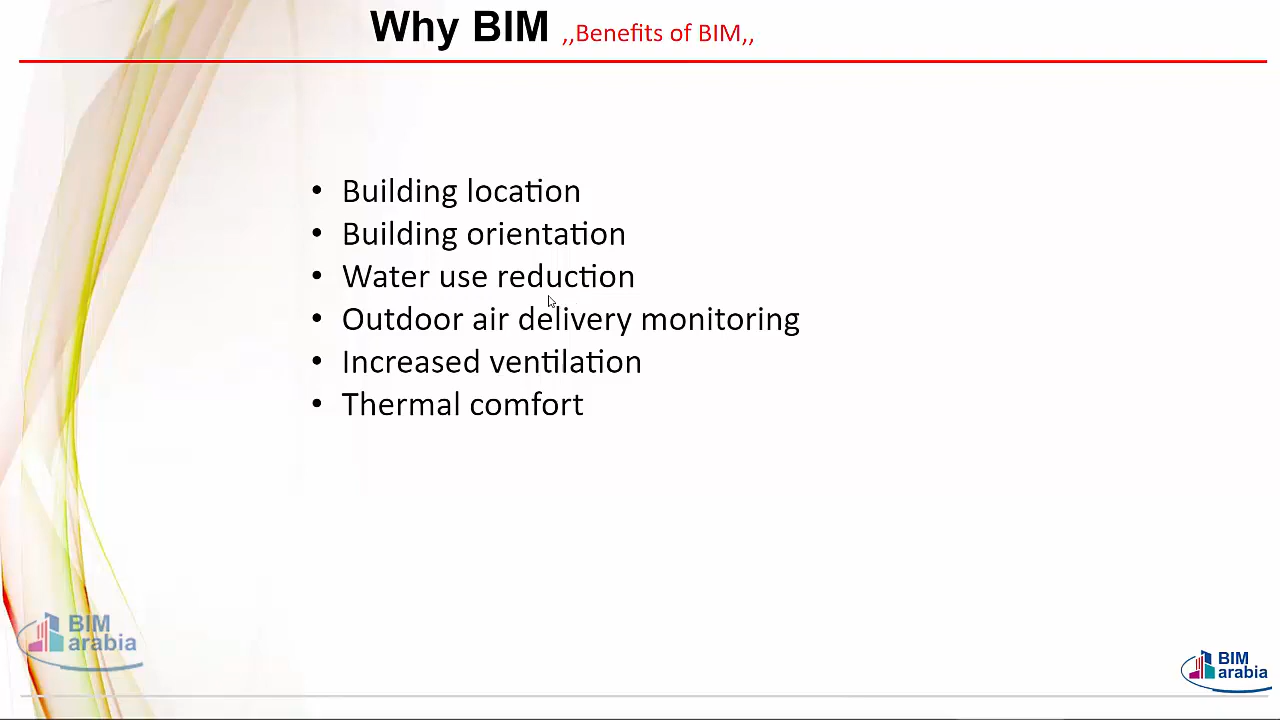 Why BIM ,,Benefits of BIM,,
• Building location
• Building orientation
• Water use reduction
• Outdoor air delivery monitoring
• Increased ventilation
• Thermal comfort
BIM
arabia
BIM
arabia